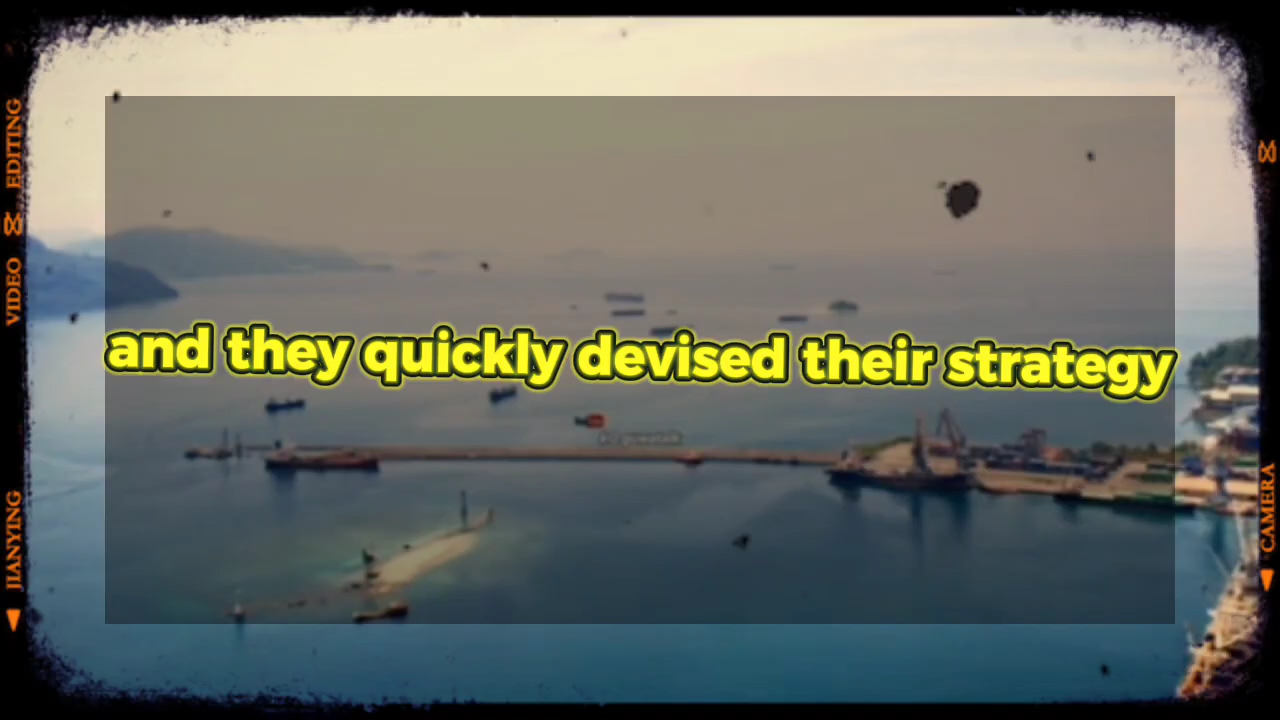 and they quickly devised their strategy
VIDEO EDITING
JIANYING
CAMERA